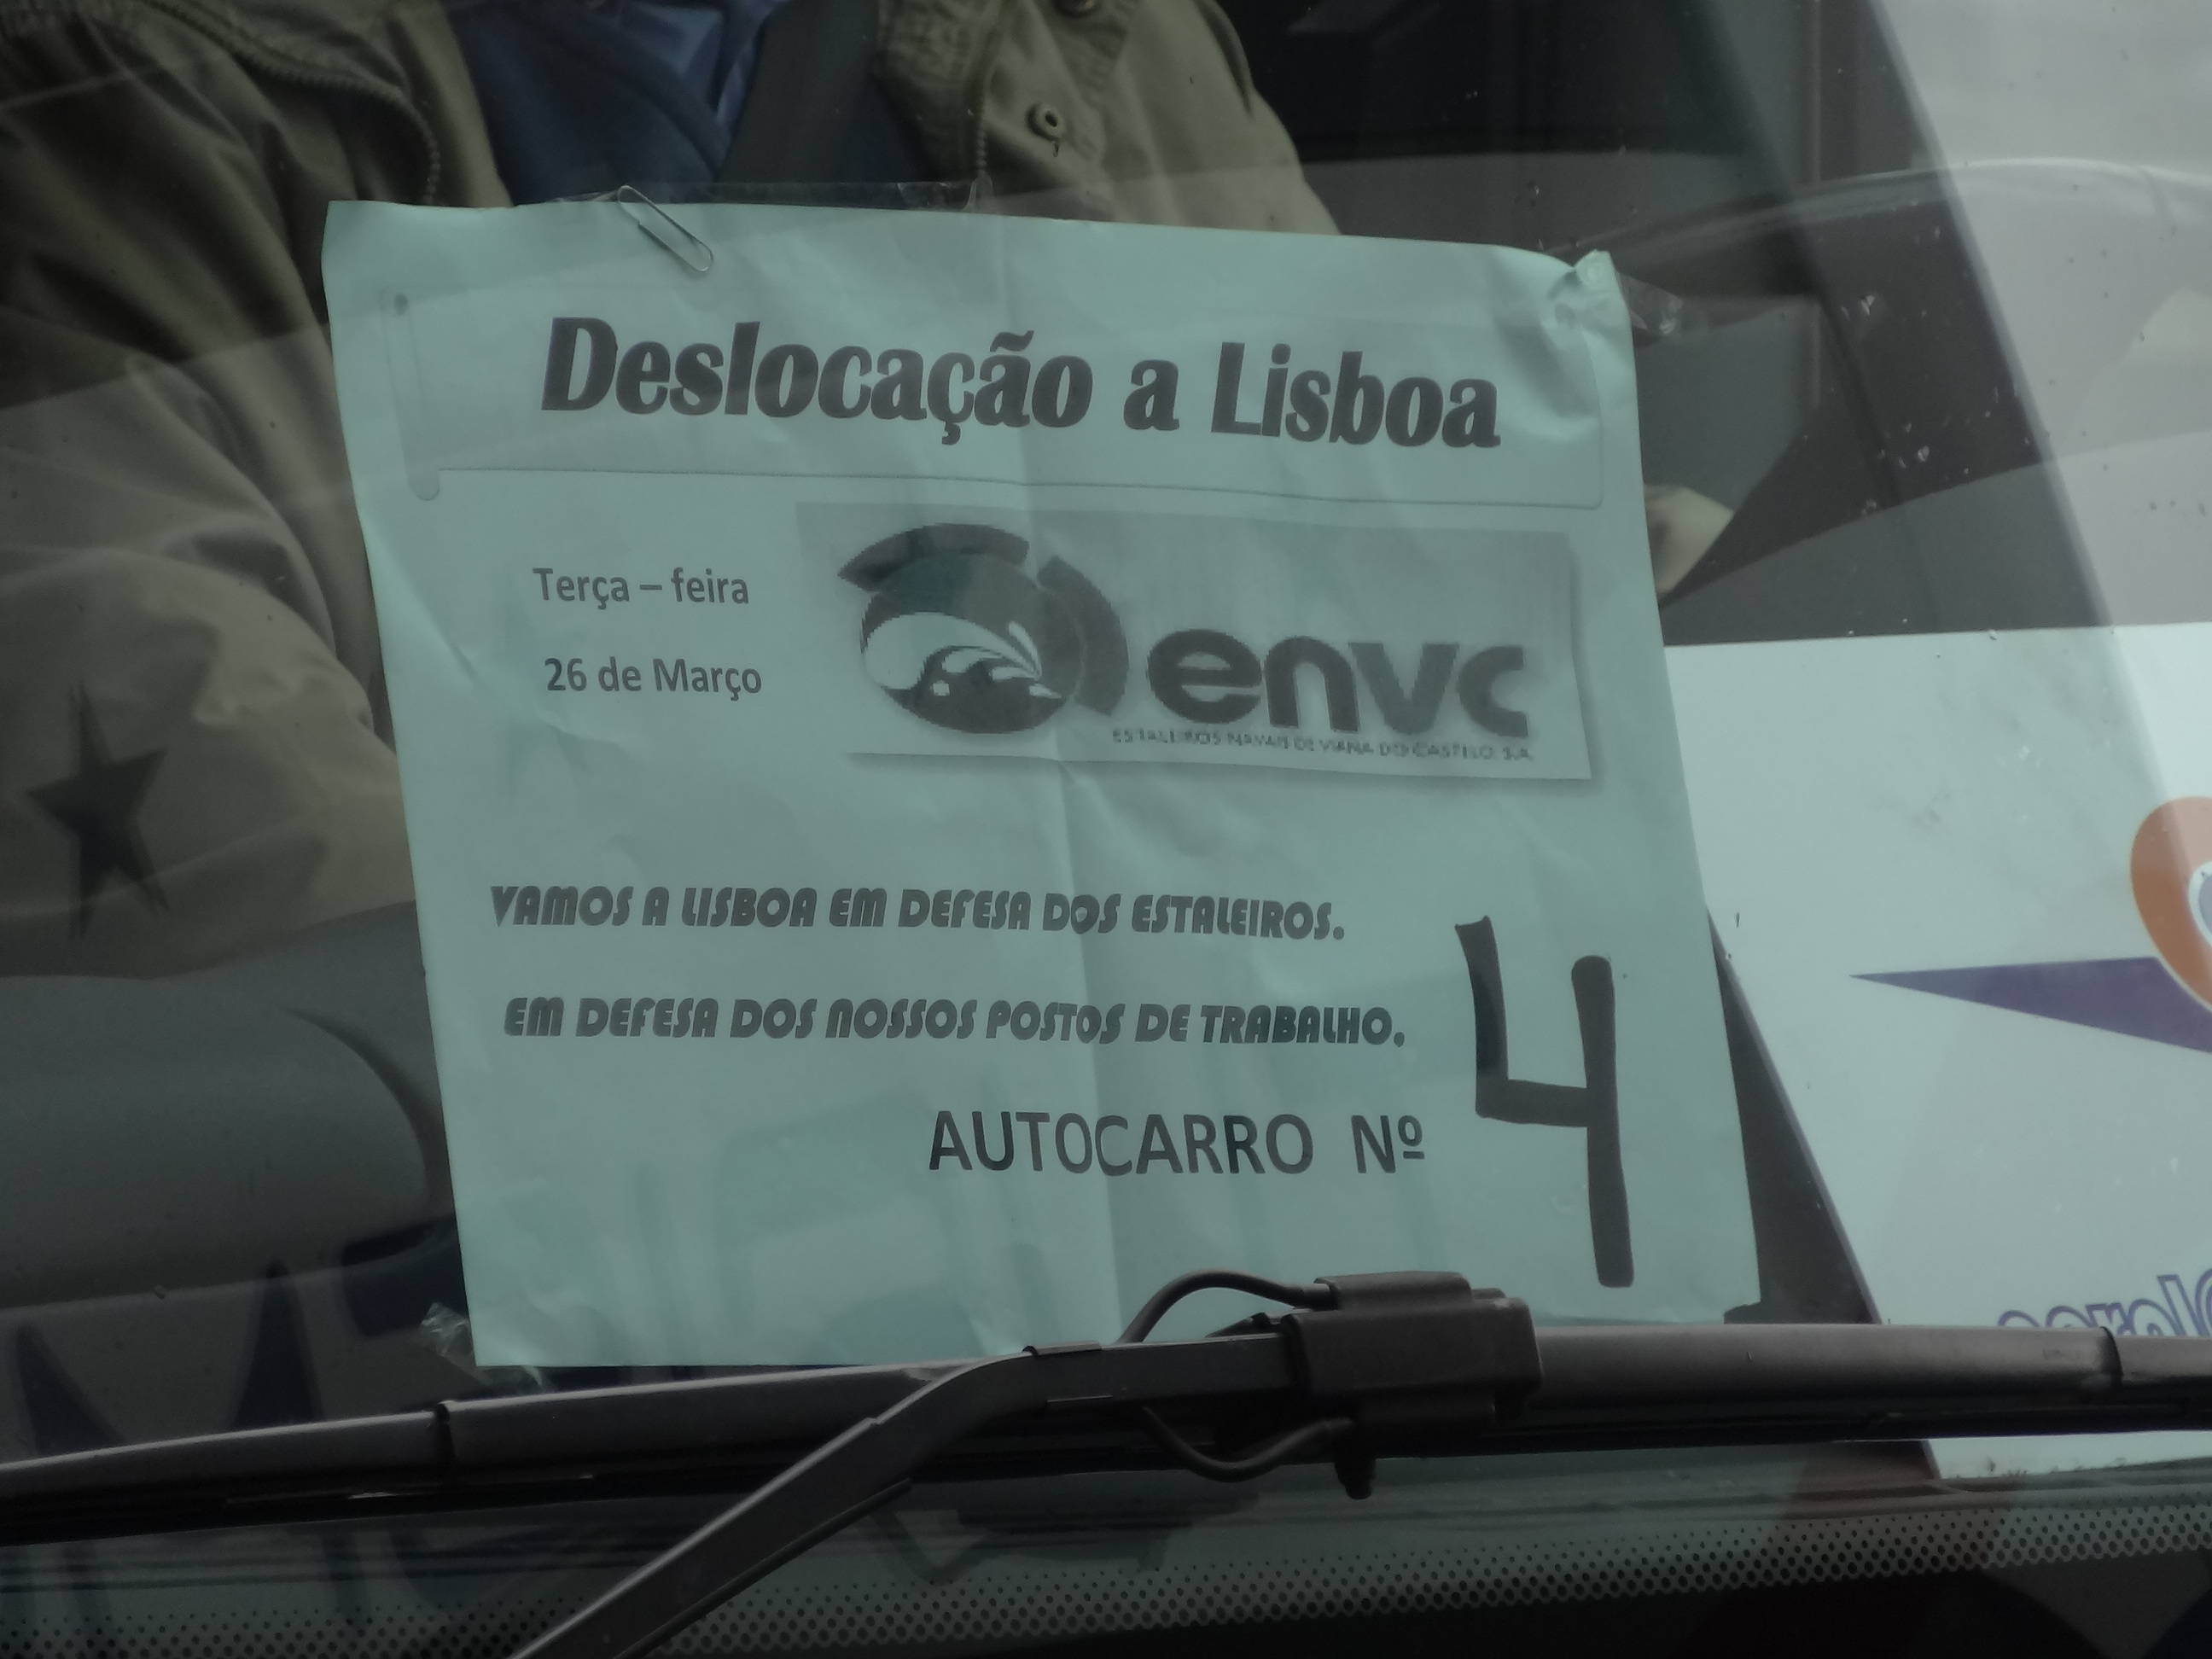 Deslocação a Lisboa
Terça – feira
26 de Março
envc
ESTALEIROS NAVAIS DE VIANA DO CASTELO, S.A.
VAMOS A LISBOA EM DEFESA DOS ESTALEIROS.
EM DEFESA DOS NOSSOS POSTOS DE TRABALHO.
AUTOCARRO Nº 4